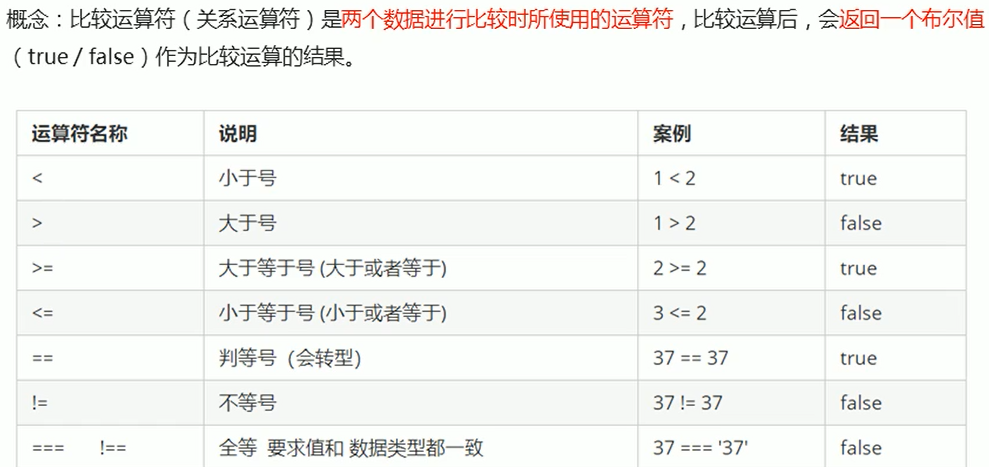 概念：比较运算符（关系运算符）是两个数据进行比较时所使用的运算符，比较运算后，会返回一个布尔值
（true / false）作为比较运算的结果。
运算符名称 说明 案例 结果
< 小于号 1 < 2 true
> 大于号 1 > 2 false
>= 大于等于号 (大于或者等于) 2 >= 2 true
<= 小于等于号 (小于或者等于) 3 <= 2 false
== 判等号（会转型） 37 == 37 true
!= 不等号 37 != 37 false
=== !== 全等 要求值和 数据类型都一致 37 === '37' false